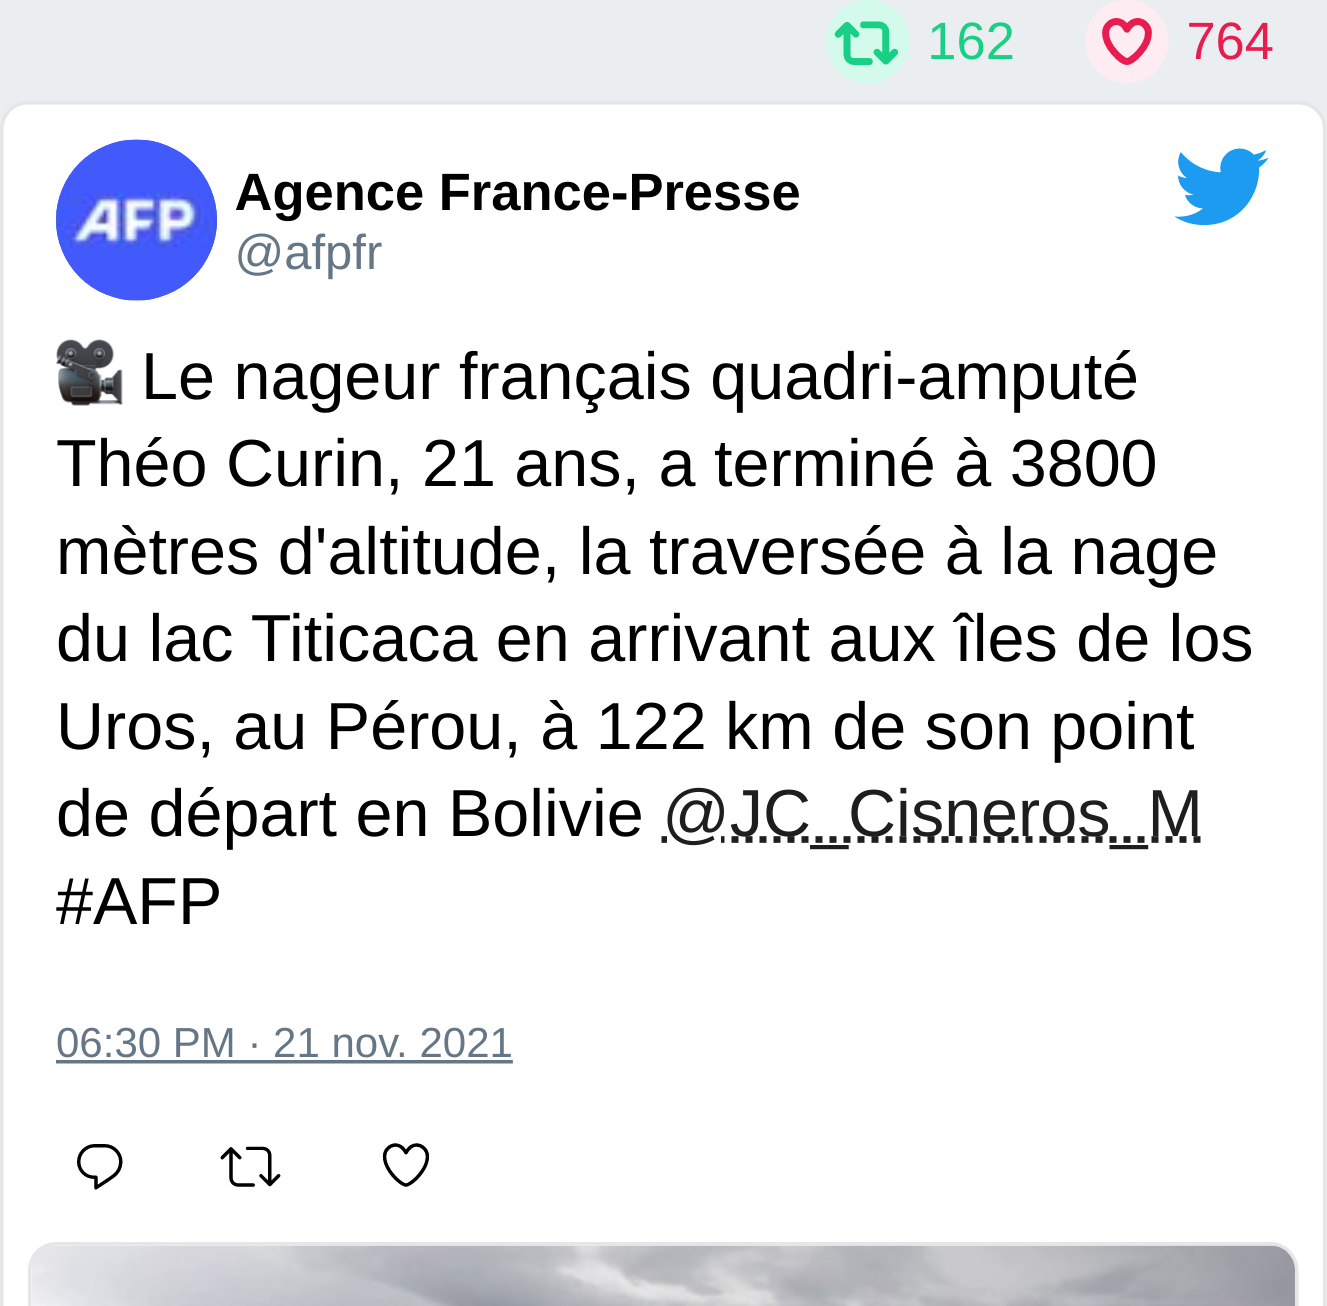 162 764
AFP
Agence France-Presse
@afpfr
Le nageur français quadri-amputé
Théo Curin, 21 ans, a terminé à 3800
mètres d'altitude, la traversée à la nage
du lac Titicaca en arrivant aux îles de los
Uros, au Pérou, à 122 km de son point
de départ en Bolivie @JC_Cisneros_M
#AFP
06:30 PM · 21 nov. 2021